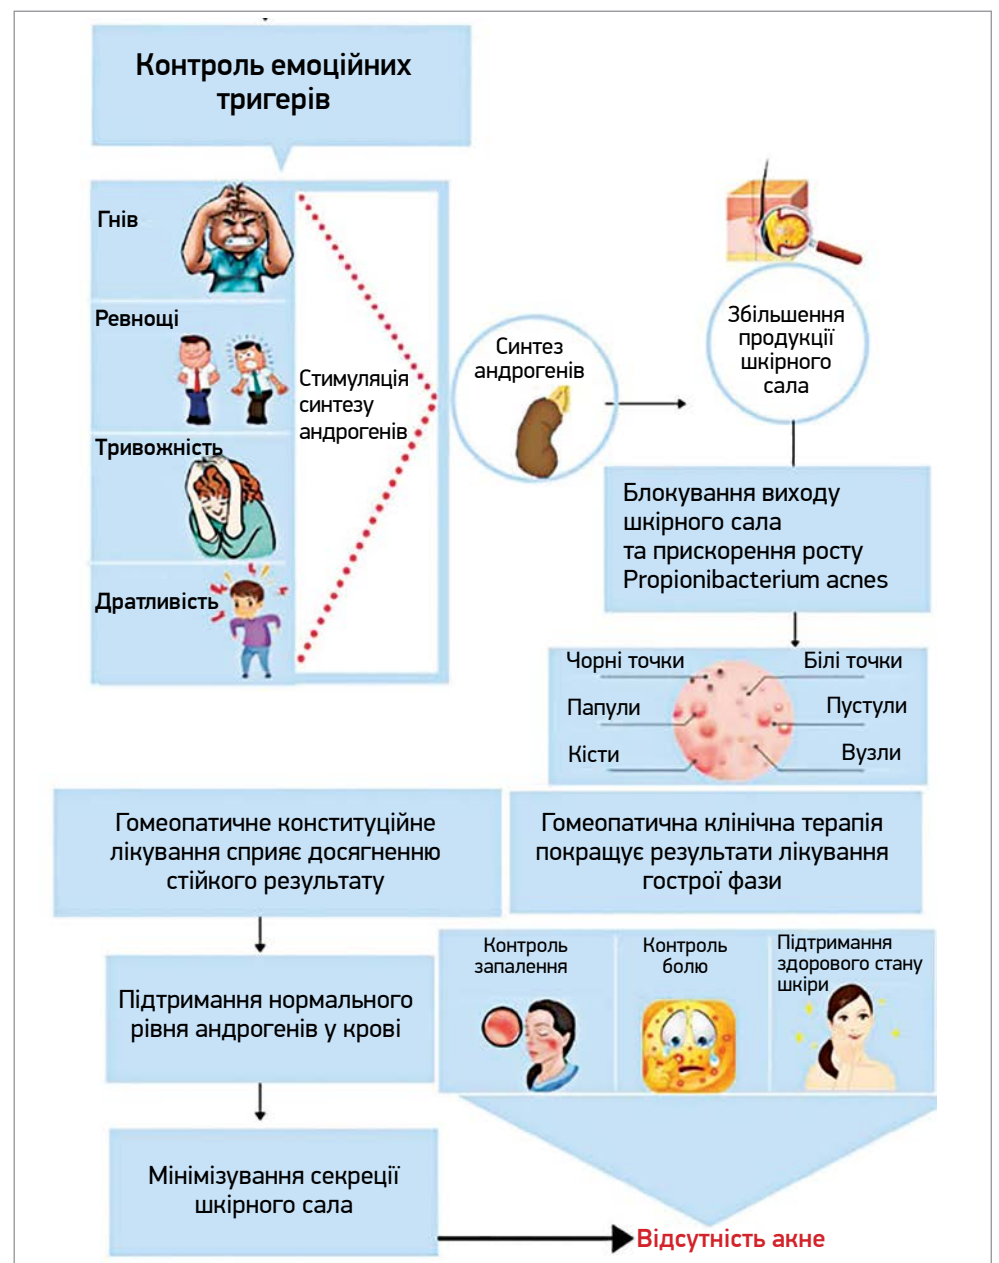 Контроль емоційних
тригерів
Гнів
Ревнощі
Тривожність
Дратливість
Стимуляція
синтезу
андрогенів
Синтез
андрогенів
Збільшення
продукції
шкірного
сала
Блокування виходу
шкірного сала
та прискорення росту
Propionibacterium acnes
Чорні точки
Білі точки
Папули
Пустули
Кісти
Вузли
Гомеопатичне конституційне
лікування сприяє досягненню
стійкого результату
Гомеопатична клінічна терапія
покращує результати лікування
гострої фази
Підтримання нормального
рівня андрогенів у крові
Контроль
запалення
Контроль
болю
Підтримання
здорового стану
шкіри
Мінімізування секреції
шкірного сала
Відсутність акне